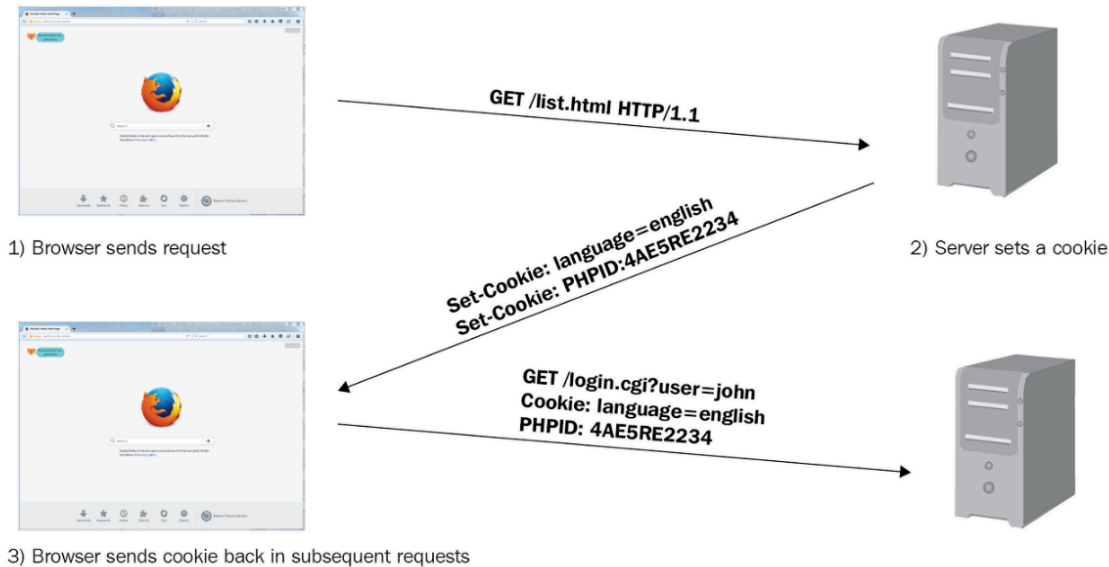 GET /list.html HTTP/1.1
1) Browser sends request
2) Server sets a cookie
Set-Cookie: language=english
Set-Cookie: PHPID:4AE5RE2234
GET /login.cgi?user=john
Cookie: language=english
PHPID: 4AE5RE2234
3) Browser sends cookie back in subsequent requests